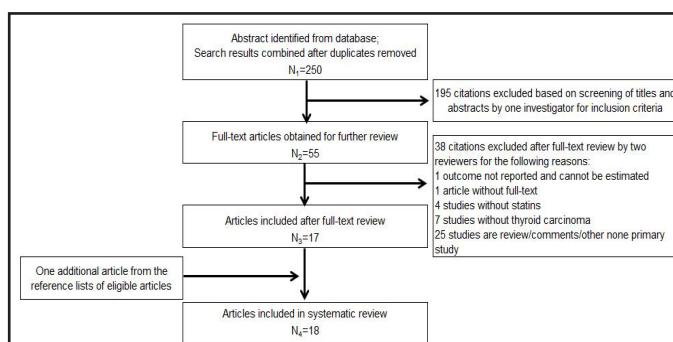 Abstract identified from database;
Search results combined after duplicates removed
N₁=250
195 citations excluded based on screening of titles and
abstracts by one investigator for inclusion criteria
Full-text articles obtained for further review
N₂=55
38 citations excluded after full-text review by two
reviewers for the following reasons:
1 outcome not reported and cannot be estimated
1 article without full-text
4 studies without statins
7 studies without thyroid carcinoma
25 studies are review/comments/other none primary
study
Articles included after full-text review
N₃=17
One additional article from the
reference lists of eligible articles
Articles included in systematic review
N₄=18